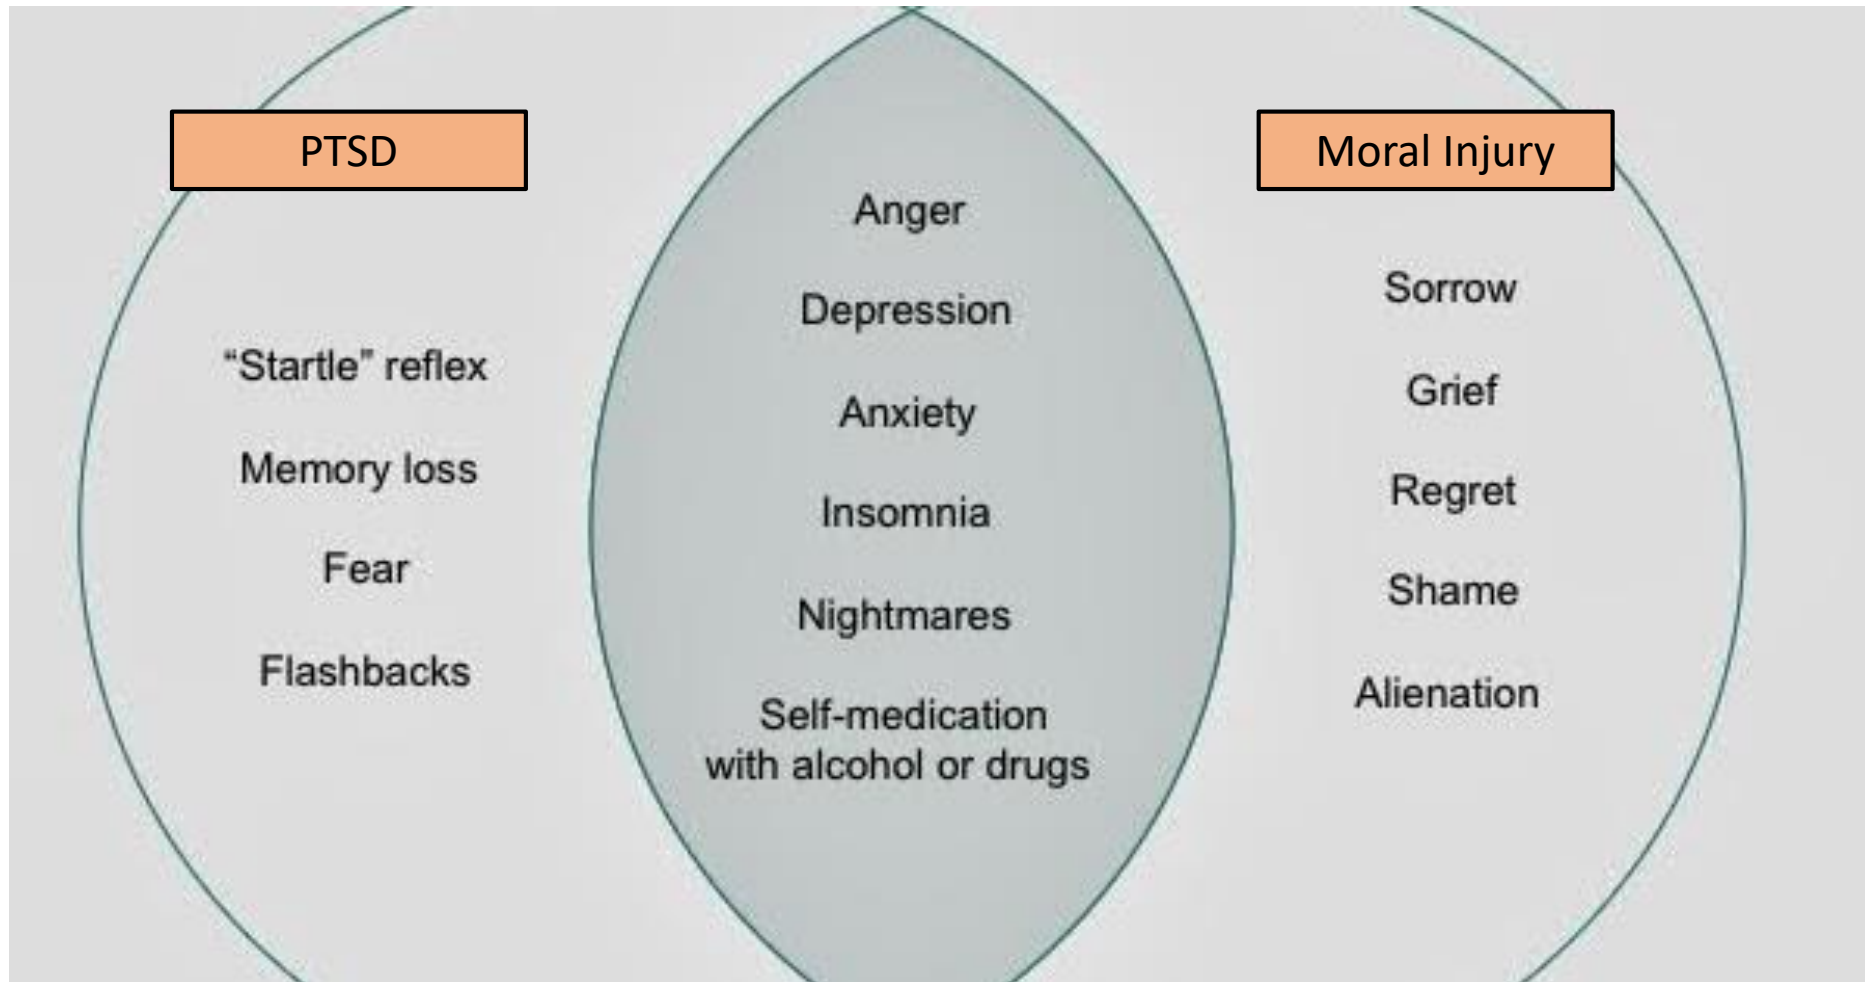 PTSD
“Startle” reflex
Memory loss
Fear
Flashbacks
Anger
Depression
Anxiety
Insomnia
Nightmares
Self-medication
with alcohol or drugs
Moral Injury
Sorrow
Grief
Regret
Shame
Alienation